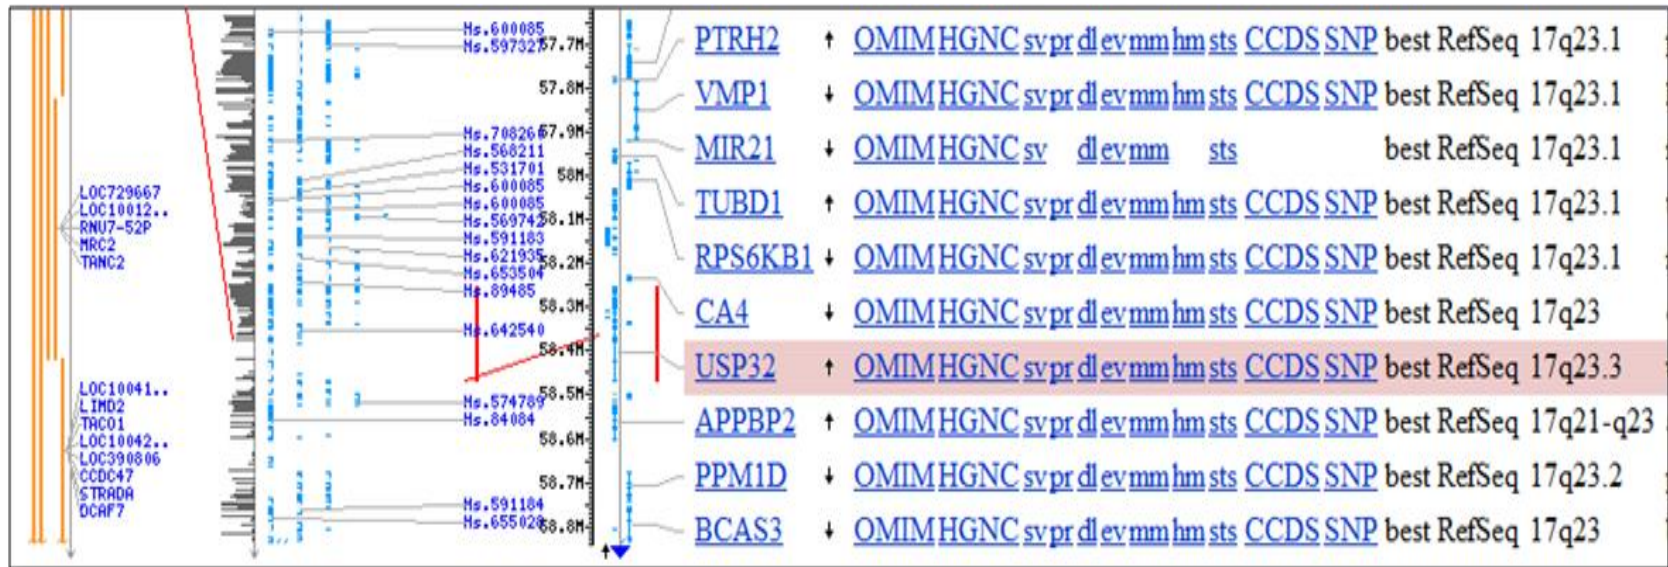 LOC729667
LOC10012..
RNU7-52P
MRC2
TANC2
LOC10041..
LIMD2
TACO1
LOC10042..
LOC390806
CCDC47
STRADA
DCAF7
Hs.600085
Hs.597327
Hs.568211
Hs.531701
Hs.600085
Hs.600085
Hs.569742
Hs.591183
Hs.621935
Hs.653504
Hs.89485
Hs.642540
Hs.574789
Hs.84084
Hs.591184
57.7M
57.8M
57.9M
58M
58.1M
58.2M
58.3M
58.4M
58.5M
58.6M
58.7M
58.8M
PTRH2 ↑ OMIM HGNC sv pr dl ev mm hm sts CCDS SNP best RefSeq 17q23.1
VMP1 ↓ OMIM HGNC sv pr dl ev mm hm sts CCDS SNP best RefSeq 17q23.1
MIR21 ↓ OMIM HGNC sv dl ev mm sts best RefSeq 17q23.1
TUBD1 ↑ OMIM HGNC sv pr dl ev mm hm sts CCDS SNP best RefSeq 17q23.1
RPS6KB1 ↓ OMIM HGNC sv pr dl ev mm hm sts CCDS SNP best RefSeq 17q23.1
CA4 ↓ OMIM HGNC sv pr dl ev mm hm sts CCDS SNP best RefSeq 17q23
USP32 ↑ OMIM HGNC sv pr dl ev mm hm sts CCDS SNP best RefSeq 17q23.3
APPBP2 ↑ OMIM HGNC sv pr dl ev mm hm sts CCDS SNP best RefSeq 17q21-q23
PPM1D ↓ OMIM HGNC sv pr dl ev mm hm sts CCDS SNP best RefSeq 17q23.2
BCAS3 ↓ OMIM HGNC sv pr dl ev mm hm sts CCDS SNP best RefSeq 17q23